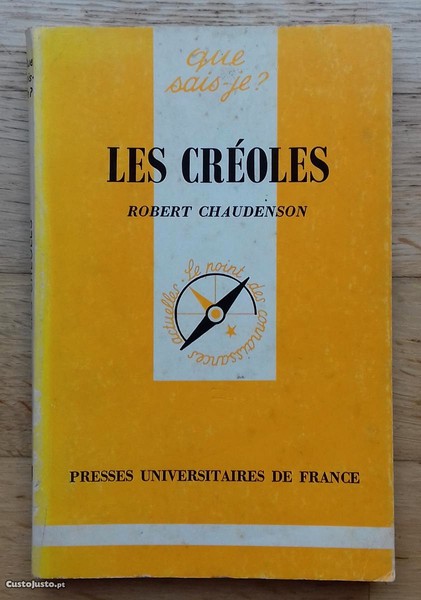 que
sais-je?
LES CRÉOLES
ROBERT CHAUDENSON
le point des connaissances actuelles
PRESSES UNIVERSITAIRES DE FRANCE
CustoJusto.pt